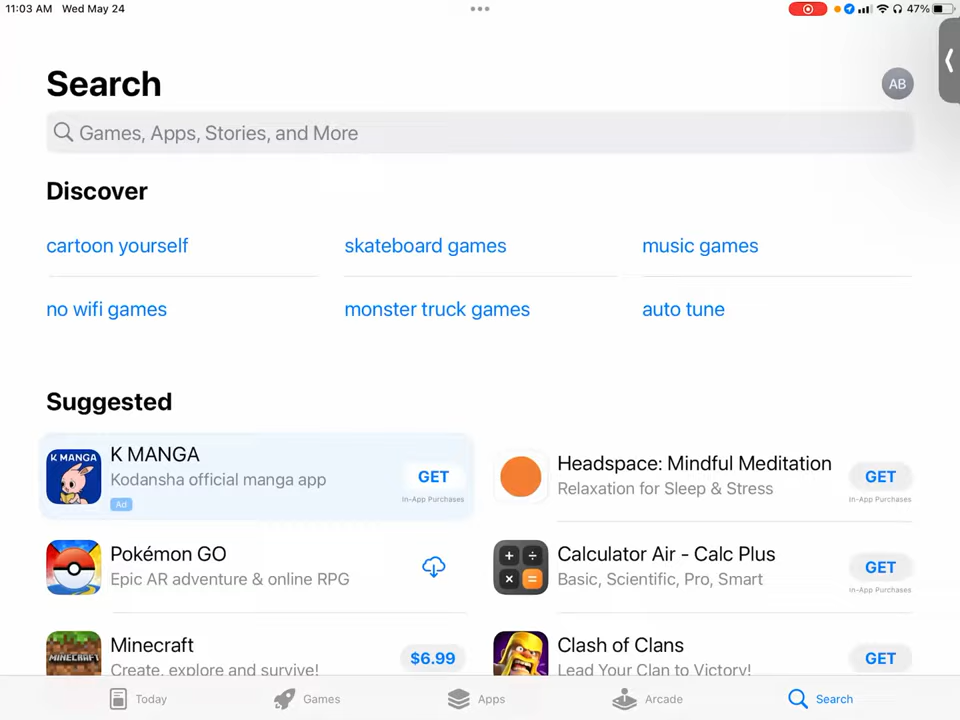 11:03 AM Wed May 24
47%
Search
AB
Games, Apps, Stories, and More
Discover
cartoon yourself
skateboard games
music games
no wifi games
monster truck games
auto tune
Suggested
K MANGA
K MANGA
Kodansha official manga app
Ad
GET
In-App Purchases
Headspace: Mindful Meditation
Relaxation for Sleep & Stress
GET
In-App Purchases
Pokémon GO
Epic AR adventure & online RPG
Calculator Air - Calc Plus
Basic, Scientific, Pro, Smart
GET
In-App Purchases
MINECRAFT
Minecraft
Create, explore and survive!
$6.99
Clash of Clans
Lead Your Clan to Victory!
GET
Today
Games
Apps
Arcade
Search